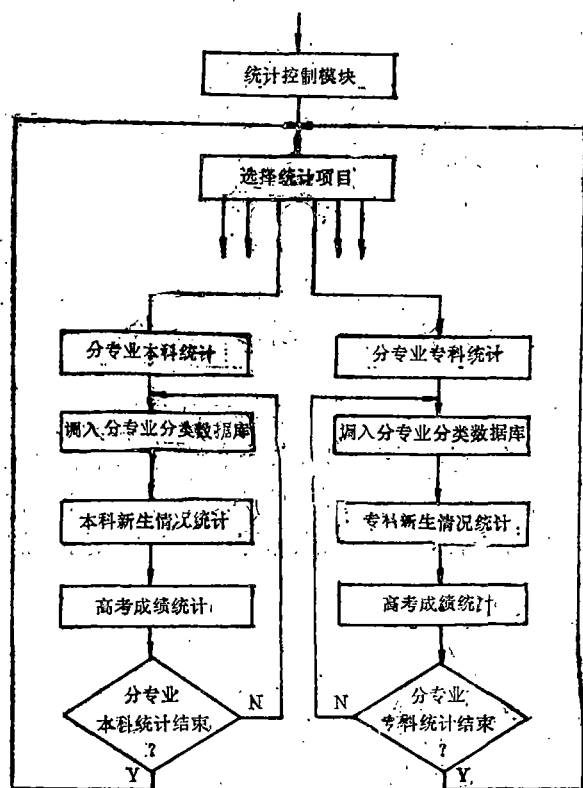 统计控制模块
选择统计项目
分专业本科统计
调入分专业分类数据库
本科新生情况统计
高考成绩统计
分专业
本科统计结束
?
N
Y
分专业专科统计
调入分专业分类数据库
专科新生情况统计
高考成绩统计
分专业
专科统计结束
?
N
Y